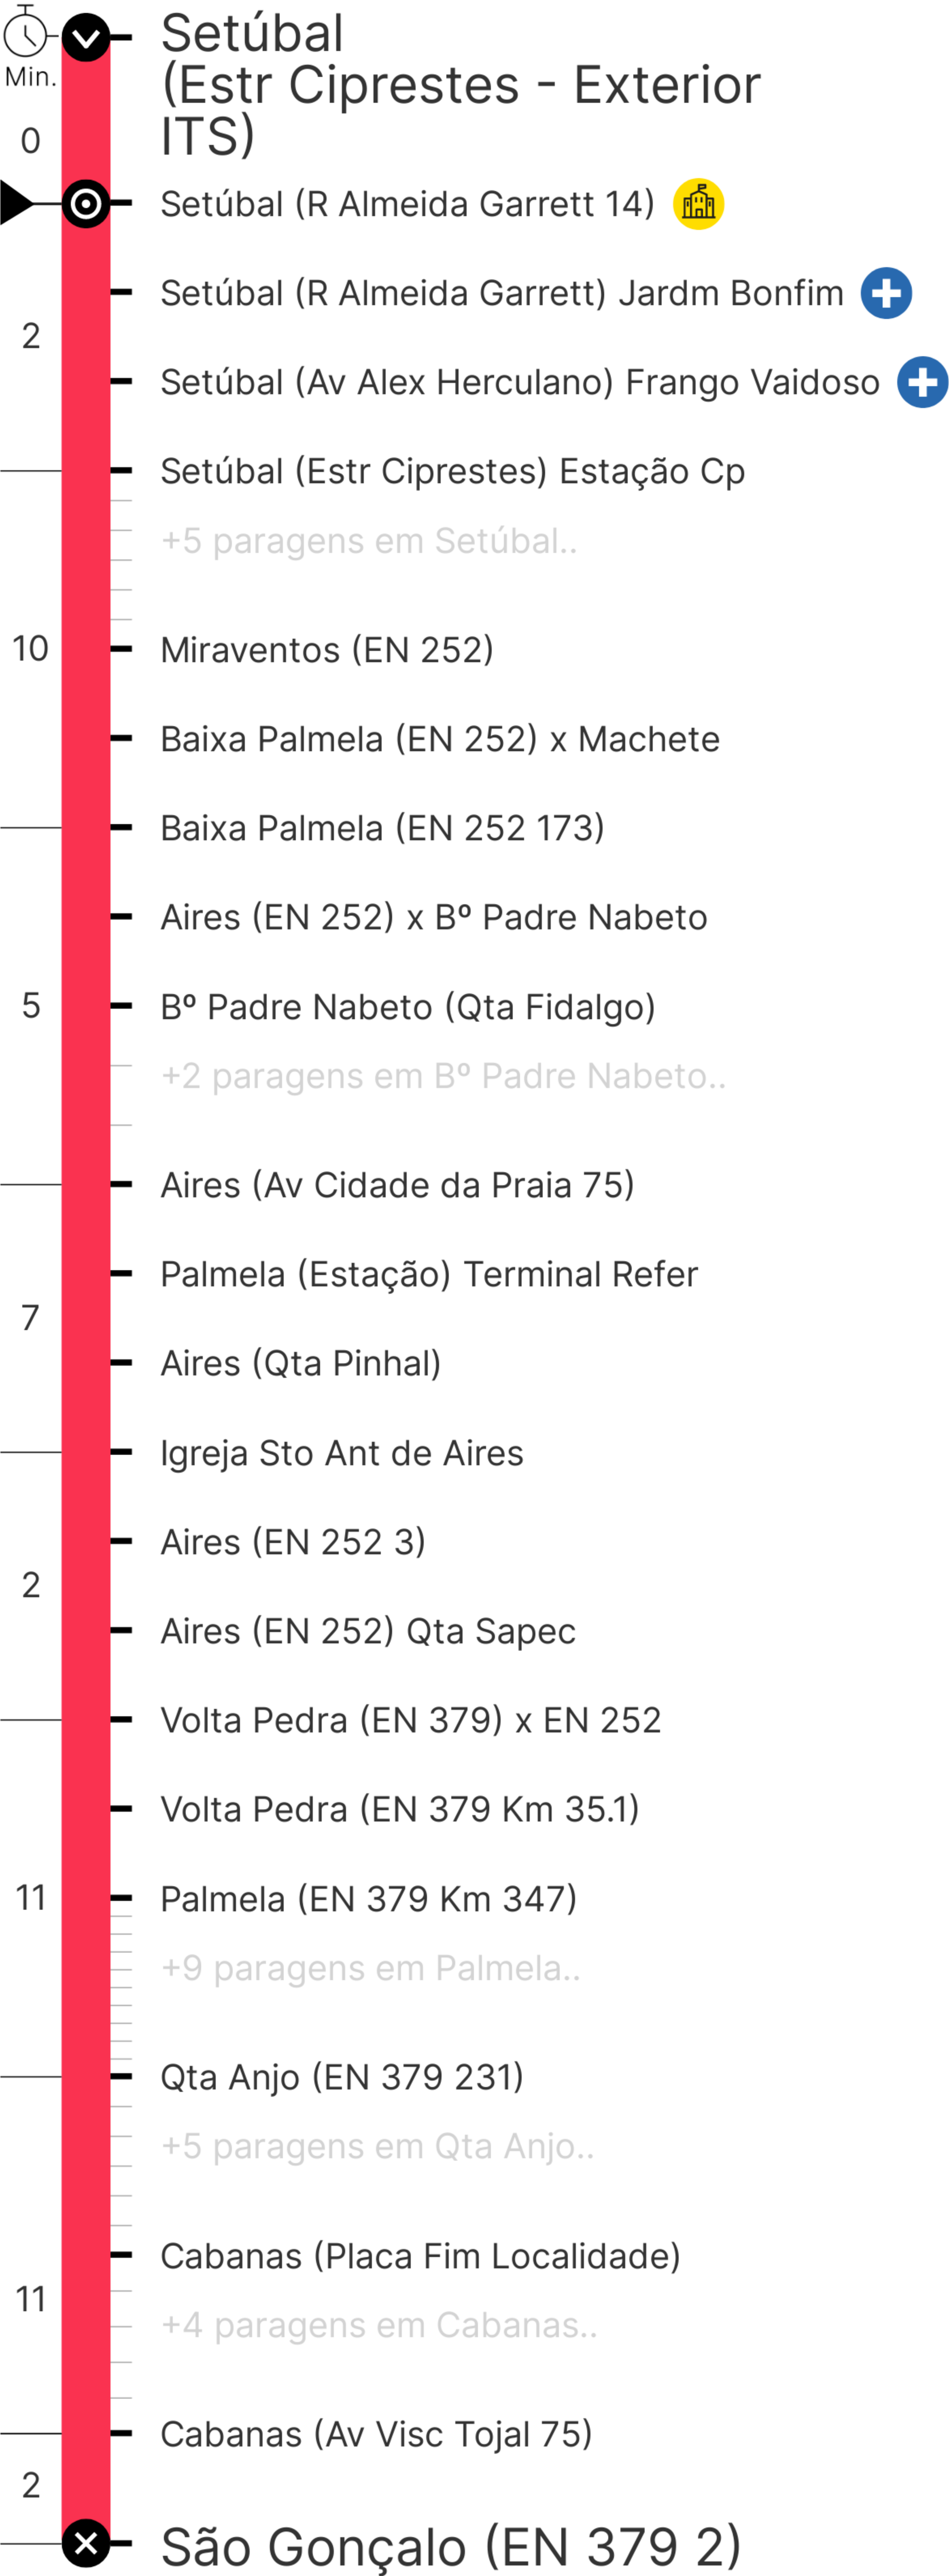 Min.
Setúbal
(Estr Ciprestes - Exterior
ITS)
0
Setúbal (R Almeida Garrett 14)
Setúbal (R Almeida Garrett) Jardm Bonfim
2
Setúbal (Av Alex Herculano) Frango Vaidoso
Setúbal (Estr Ciprestes) Estação Cp
+5 paragens em Setúbal..
10
Miraventos (EN 252)
Baixa Palmela (EN 252) x Machete
Baixa Palmela (EN 252 173)
Aires (EN 252) x Bº Padre Nabeto
5
Bº Padre Nabeto (Qta Fidalgo)
+2 paragens em Bº Padre Nabeto..
Aires (Av Cidade da Praia 75)
Palmela (Estação) Terminal Refer
7
Aires (Qta Pinhal)
Igreja Sto Ant de Aires
Aires (EN 252 3)
2
Aires (EN 252) Qta Sapec
Volta Pedra (EN 379) x EN 252
Volta Pedra (EN 379 Km 35.1)
11
Palmela (EN 379 Km 347)
+9 paragens em Palmela..
Qta Anjo (EN 379 231)
+5 paragens em Qta Anjo..
Cabanas (Placa Fim Localidade)
11
+4 paragens em Cabanas..
Cabanas (Av Visc Tojal 75)
2
São Gonçalo (EN 379 2)